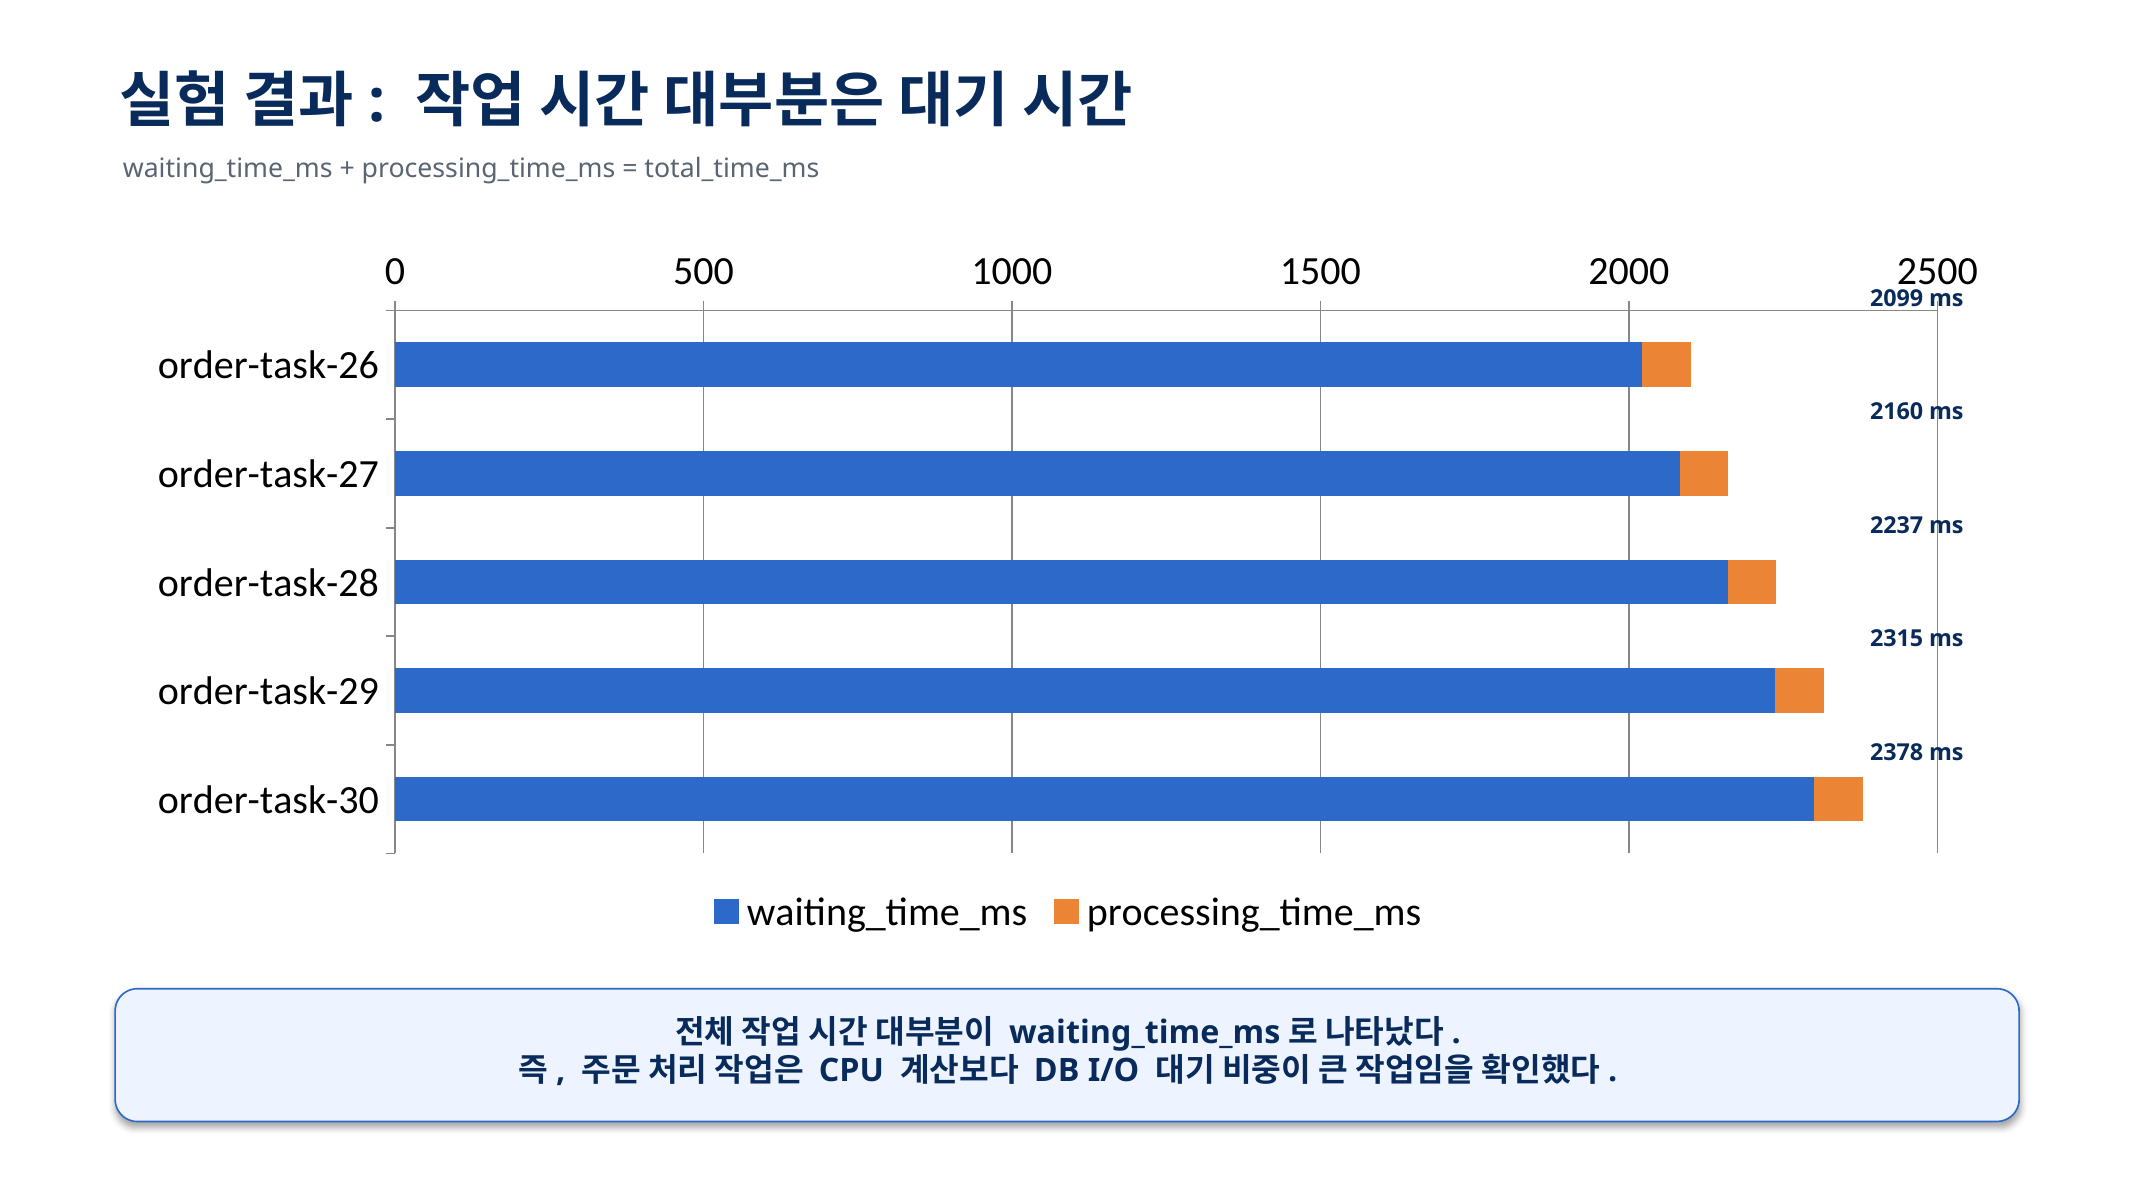 실험 결과 : 작업 시간 대부분은 대기 시간
waiting_time_ms + processing_time_ms = total_time_ms
0 500 1000 1500 2000 2500
2099 ms
order-task-26
2160 ms
order-task-27
2237 ms
order-task-28
2315 ms
order-task-29
2378 ms
order-task-30
waiting_time_ms processing_time_ms
전체 작업 시간 대부분이 waiting_time_ms 로 나타났다 .
즉 , 주문 처리 작업은 CPU 계산보다 DB I/O 대기 비중이 큰 작업임을 확인했다 .